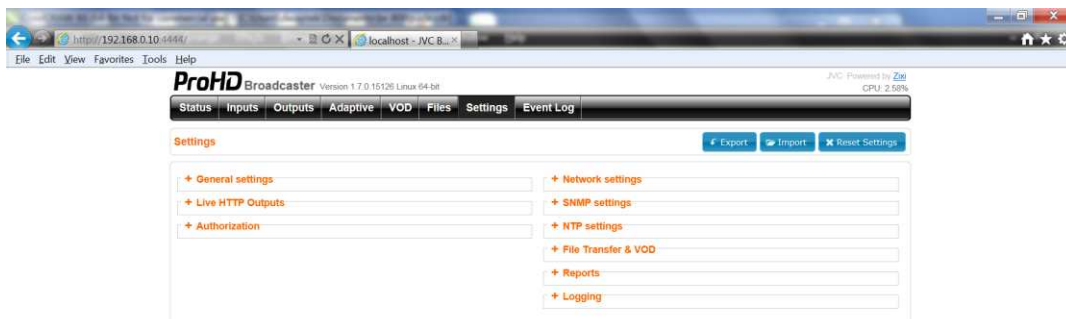 http://192.168.0.10:4444/
localhost - JVC B...
File Edit View Favorites Tools Help
ProHD Broadcaster Version 1.7.0.15126 Linux 64-bit
JVC Powered by Zixi
CPU: 2.58%
Status Inputs Outputs Adaptive VOD Files Settings Event Log
Settings
Export Import Reset Settings
+ General settings
+ Live HTTP Outputs
+ Authorization
+ Network settings
+ SNMP settings
+ NTP settings
+ File Transfer & VOD
+ Reports
+ Logging